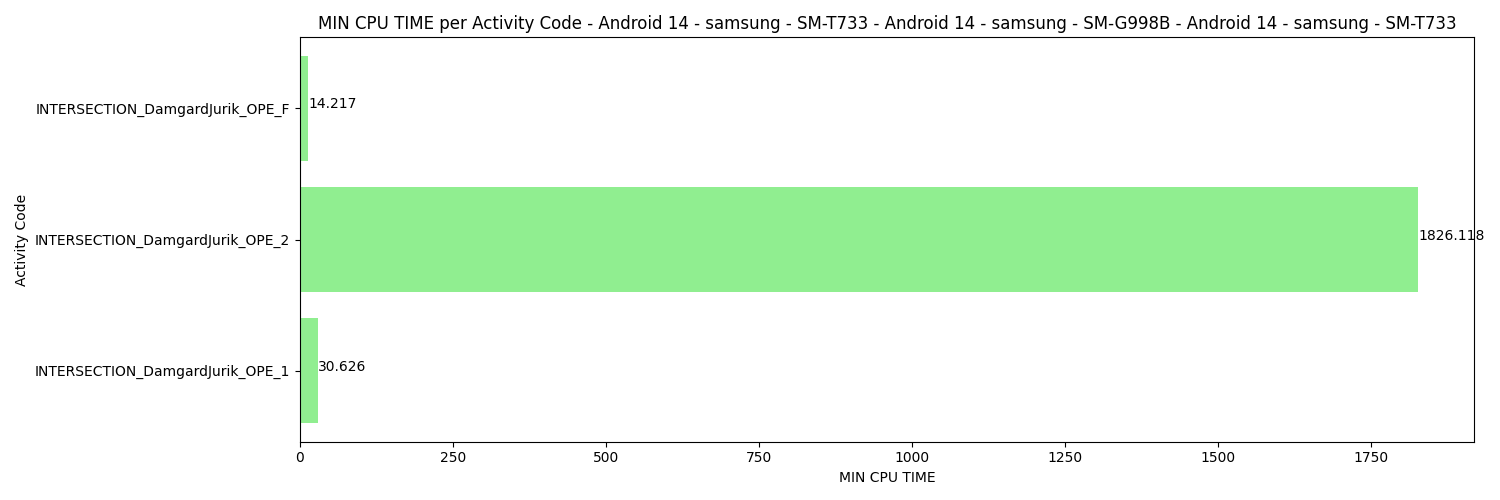 MIN CPU TIME per Activity Code - Android 14 - samsung - SM-T733 - Android 14 - samsung - SM-G998B - Android 14 - samsung - SM-T733
INTERSECTION_DamgardJurik_OPE_F
14.217
Activity Code
INTERSECTION_DamgardJurik_OPE_2
1826.118
INTERSECTION_DamgardJurik_OPE_1
30.626
0 250 500 750 1000 1250 1500 1750
MIN CPU TIME